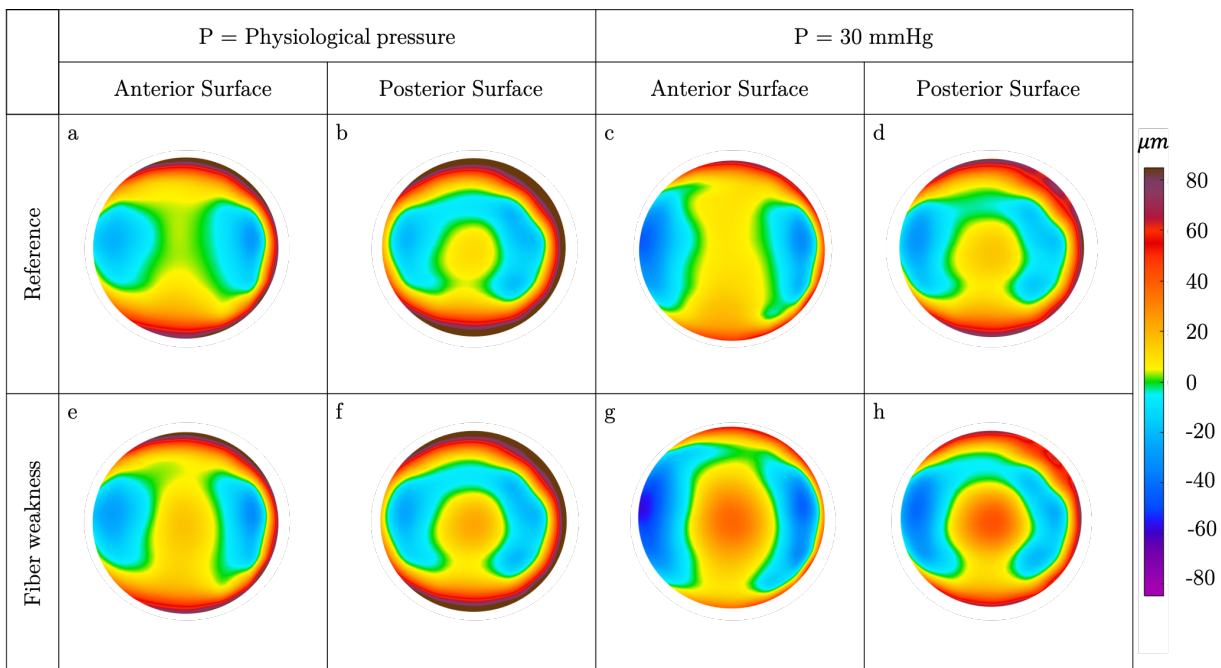 P = Physiological pressure
P = 30 mmHg
Anterior Surface
Posterior Surface
Anterior Surface
Posterior Surface
Reference
a
b
c
d
μm
80
60
40
20
0
-20
-40
-60
-80
Fiber weakness
e
f
g
h